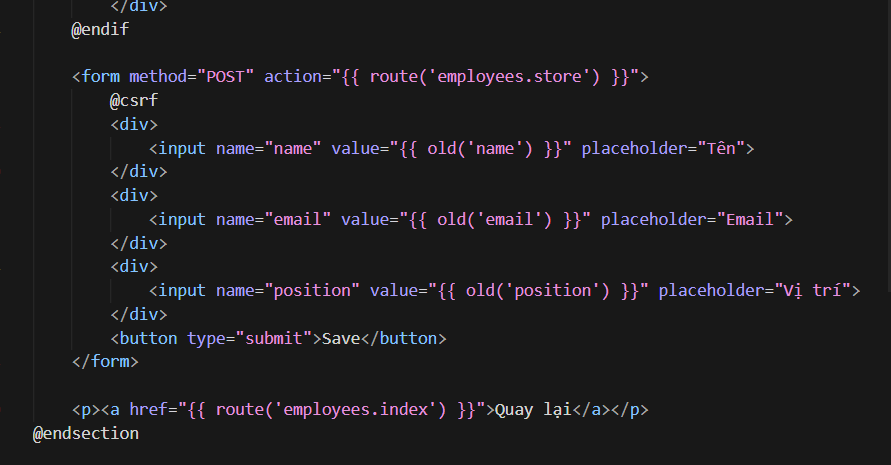 </div>
@endif
<form method="POST" action="{{ route('employees.store') }}">
@csrf
<div>
<input name="name" value="{{ old('name') }}" placeholder="Tên">
</div>
<div>
<input name="email" value="{{ old('email') }}" placeholder="Email">
</div>
<div>
<input name="position" value="{{ old('position') }}" placeholder="Vị trí">
</div>
<button type="submit">Save</button>
</form>
<p><a href="{{ route('employees.index') }}">Quay lại</a></p>
@endsection